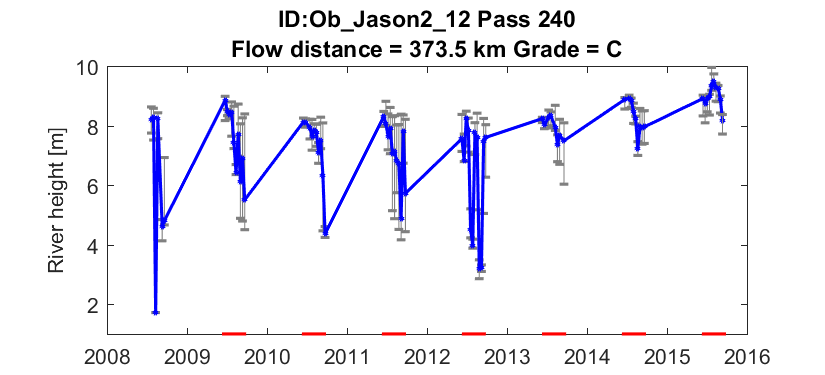 ID:Ob_Jason2_12 Pass 240
Flow distance = 373.5 km Grade = C
River height [m]
10
8
6
4
2
2008 2009 2010 2011 2012 2013 2014 2015 2016